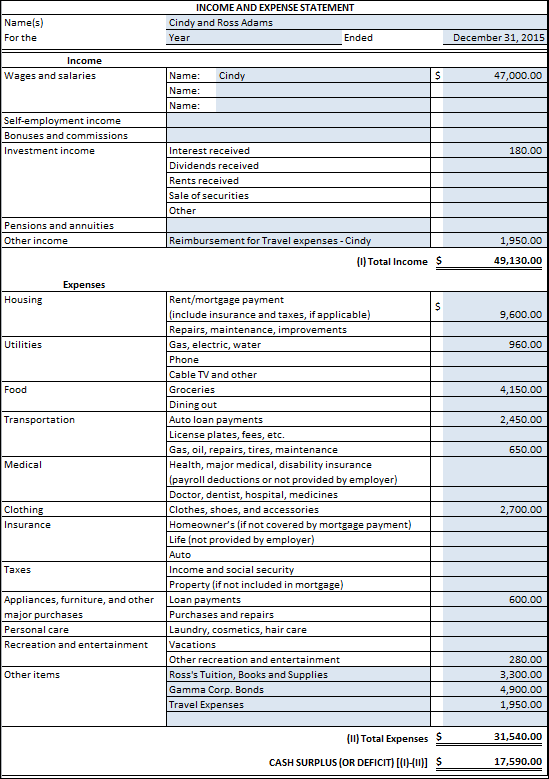 INCOME AND EXPENSE STATEMENT
Name(s) Cindy and Ross Adams
For the Year Ended December 31, 2015
Income
Wages and salaries Name: Cindy $ 47,000.00
Name:
Name:
Self-employment income
Bonuses and commissions
Investment income Interest received 180.00
Dividends received
Rents received
Sale of securities
Other
Pensions and annuities
Other income Reimbursement for Travel expenses - Cindy 1,950.00
(I) Total Income $ 49,130.00
Expenses
Housing Rent/mortgage payment
(include insurance and taxes, if applicable) $ 9,600.00
Repairs, maintenance, improvements
Utilities Gas, electric, water 960.00
Phone
Cable TV and other
Food Groceries 4,150.00
Dining out
Transportation Auto loan payments 2,450.00
License plates, fees, etc.
Gas, oil, repairs, tires, maintenance 650.00
Medical Health, major medical, disability insurance
(payroll deductions or not provided by employer)
Doctor, dentist, hospital, medicines
Clothing Clothes, shoes, and accessories 2,700.00
Insurance Homeowner's (if not covered by mortgage payment)
Life (not provided by employer)
Auto
Taxes Income and social security
Property (if not included in mortgage)
Appliances, furniture, and other Loan payments 600.00
major purchases Purchases and repairs
Personal care Laundry, cosmetics, hair care
Recreation and entertainment Vacations
Other recreation and entertainment 280.00
Other items Ross's Tuition, Books and Supplies 3,300.00
Gamma Corp. Bonds 4,900.00
Travel Expenses 1,950.00
(II) Total Expenses $ 31,540.00
CASH SURPLUS (OR DEFICIT) [(I)-(II)] $ 17,590.00